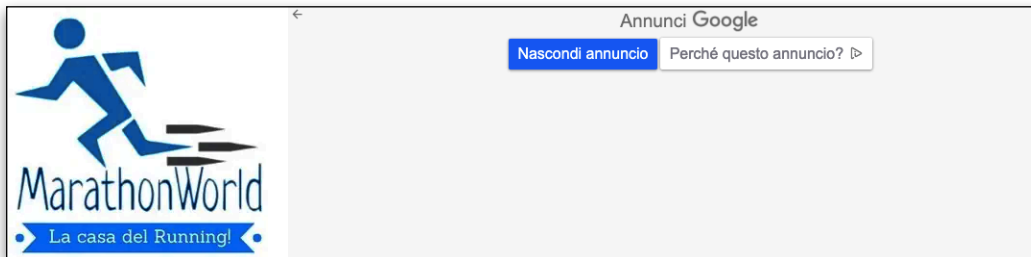 MarathonWorld
La casa del Running!
Annunci Google
Nascondi annuncio
Perché questo annuncio?